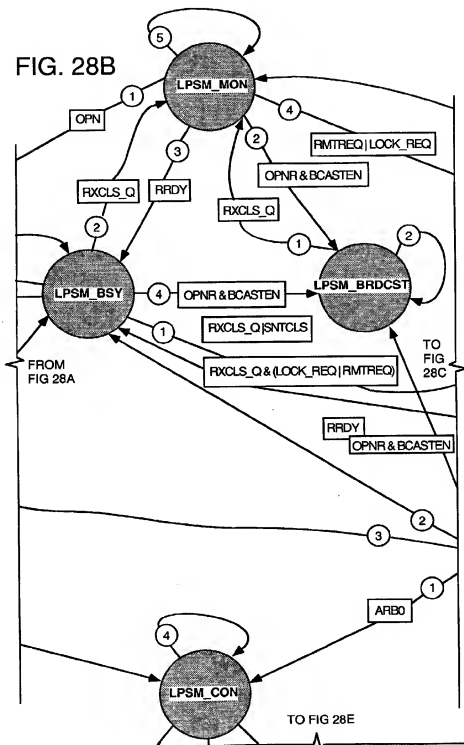 FIG. 28B
5
LPSM_MON
1
OPN
4
2
3
RMTREQ|LOCK_REQ
OPNR & BCASTEN
RXCLS_Q
RRDY
RXCLS_Q
2
1
2
LPSM_BSY
4
OPNR & BCASTEN
LPSM_BRDCST
RXCLS_Q|SNTCLS
1
TO
FIG
28C
FROM
FIG 28A
RXCLS_Q & (LOCK_REQ|RMTREQ)
RRDY
OPNR & BCASTEN
2
3
1
ARB0
4
LPSM_CON
TO FIG 28E